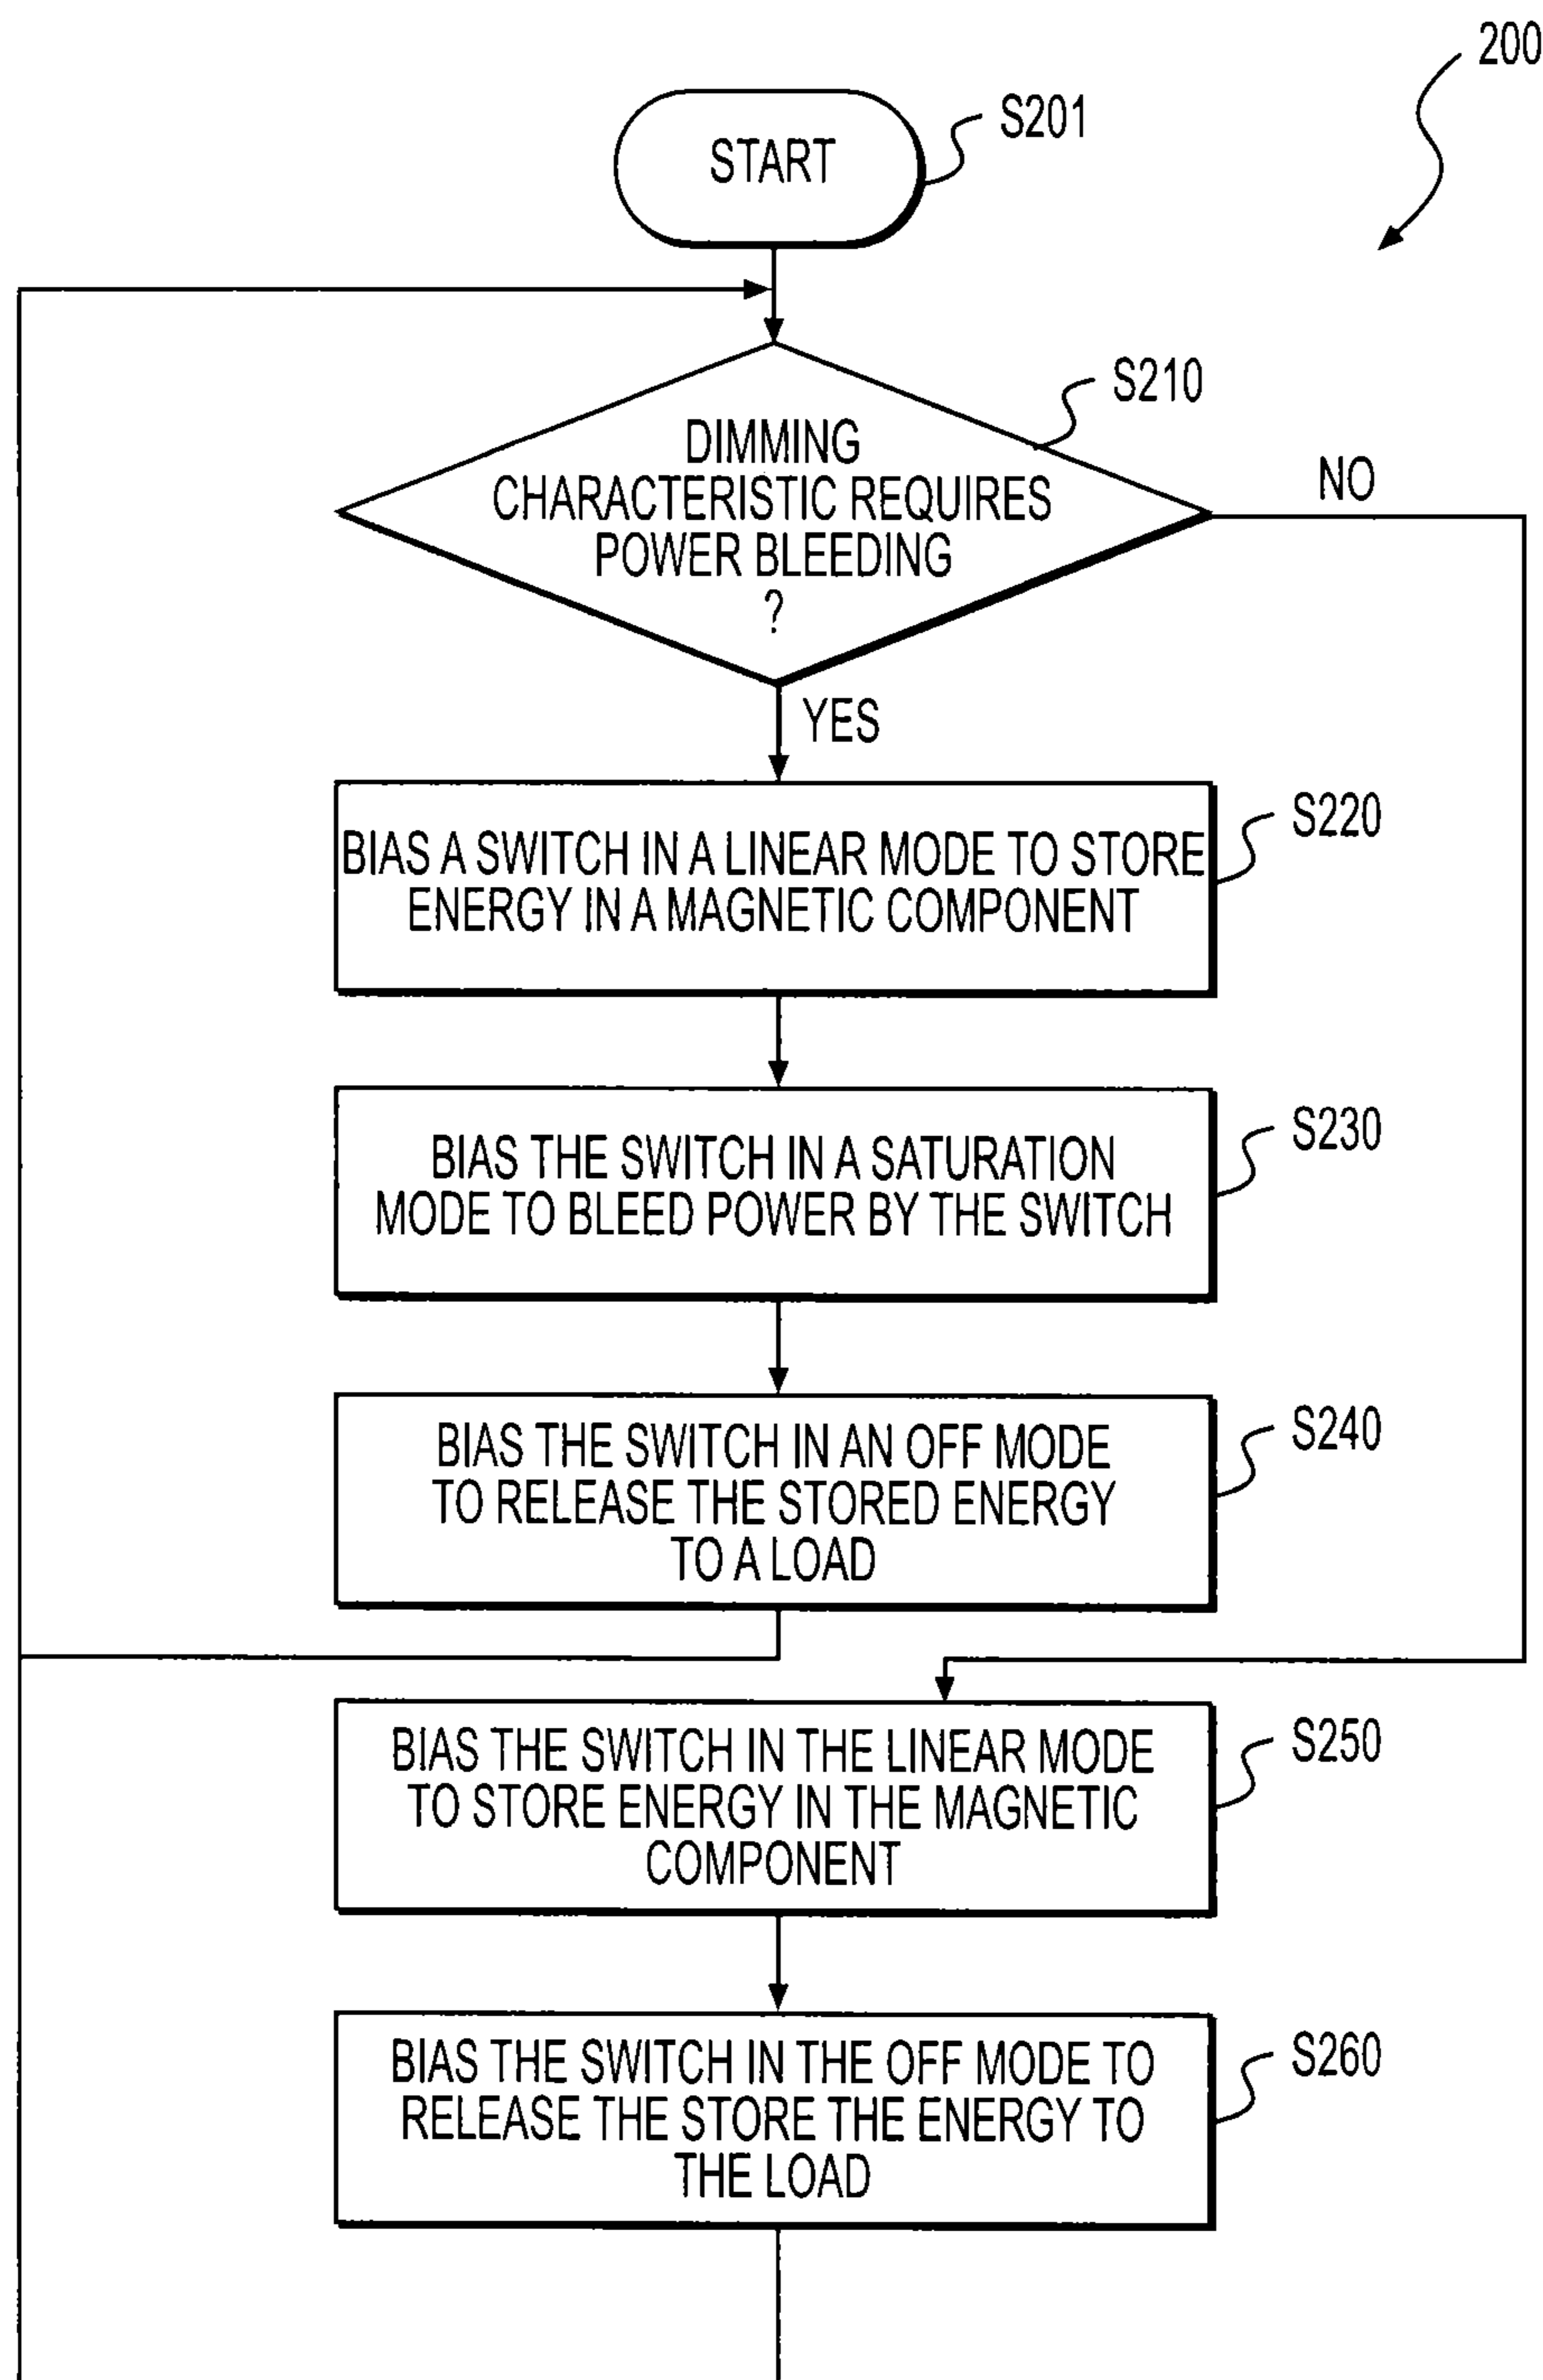 200
START
S201
S210
DIMMING
CHARACTERISTIC REQUIRES
POWER BLEEDING
?
NO
YES
S220
BIAS A SWITCH IN A LINEAR MODE TO STORE
ENERGY IN A MAGNETIC COMPONENT
S230
BIAS THE SWITCH IN A SATURATION
MODE TO BLEED POWER BY THE SWITCH
S240
BIAS THE SWITCH IN AN OFF MODE
TO RELEASE THE STORED ENERGY
TO A LOAD
S250
BIAS THE SWITCH IN THE LINEAR MODE
TO STORE ENERGY IN THE MAGNETIC
COMPONENT
S260
BIAS THE SWITCH IN THE OFF MODE TO
RELEASE THE STORE THE ENERGY TO
THE LOAD